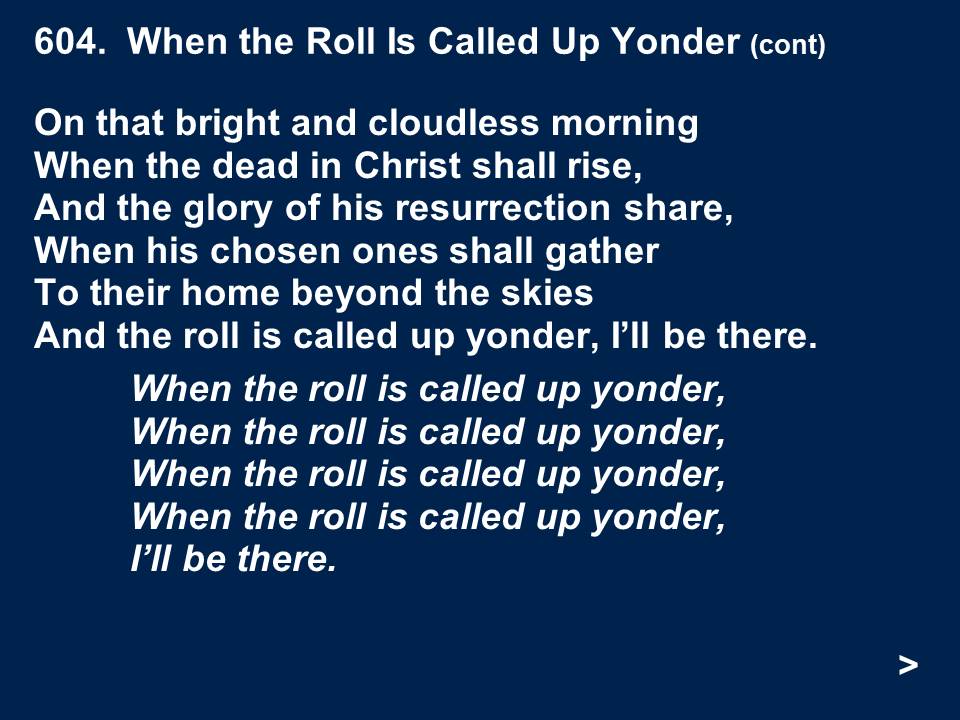 604.  When the Roll Is Called Up Yonder (cont)
On that bright and cloudless morning
When the dead in Christ shall rise,
And the glory of his resurrection share,
When his chosen ones shall gather
To their home beyond the skies
And the roll is called up yonder, I’ll be there.
When the roll is called up yonder,
When the roll is called up yonder,
When the roll is called up yonder,
When the roll is called up yonder,
I’ll be there.
>